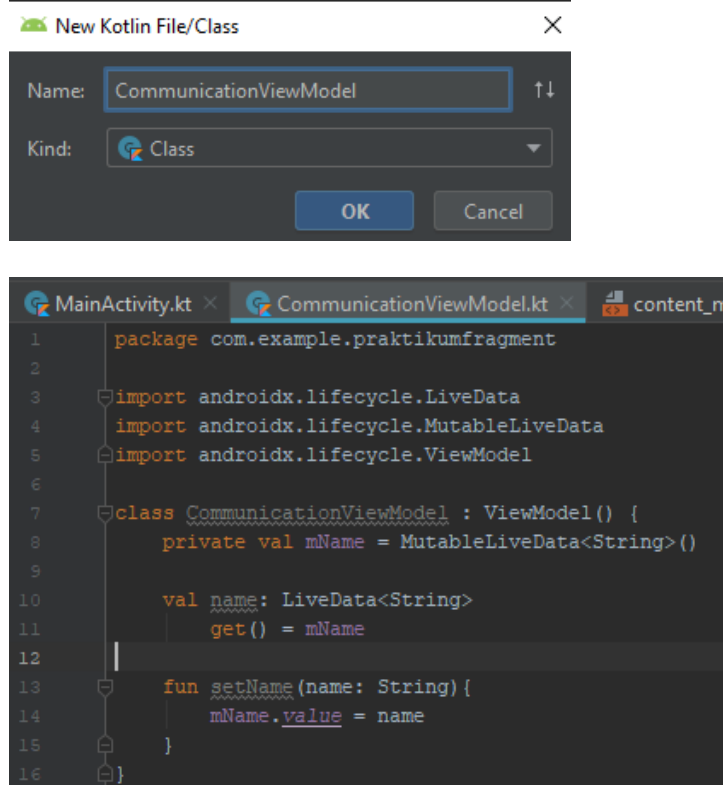 New Kotlin File/Class
Name: CommunicationViewModel
Kind: Class
OK Cancel
MainActivity.kt CommunicationViewModel.kt content_m
1 package com.example.praktikumfragment
2
3 import androidx.lifecycle.LiveData
4 import androidx.lifecycle.MutableLiveData
5 import androidx.lifecycle.ViewModel
6
7 class CommunicationViewModel : ViewModel() {
8 private val mName = MutableLiveData<String>()
9
10 val name: LiveData<String>
11 get() = mName
12
13 fun setName(name: String){
14 mName.value = name
15 }
16 }